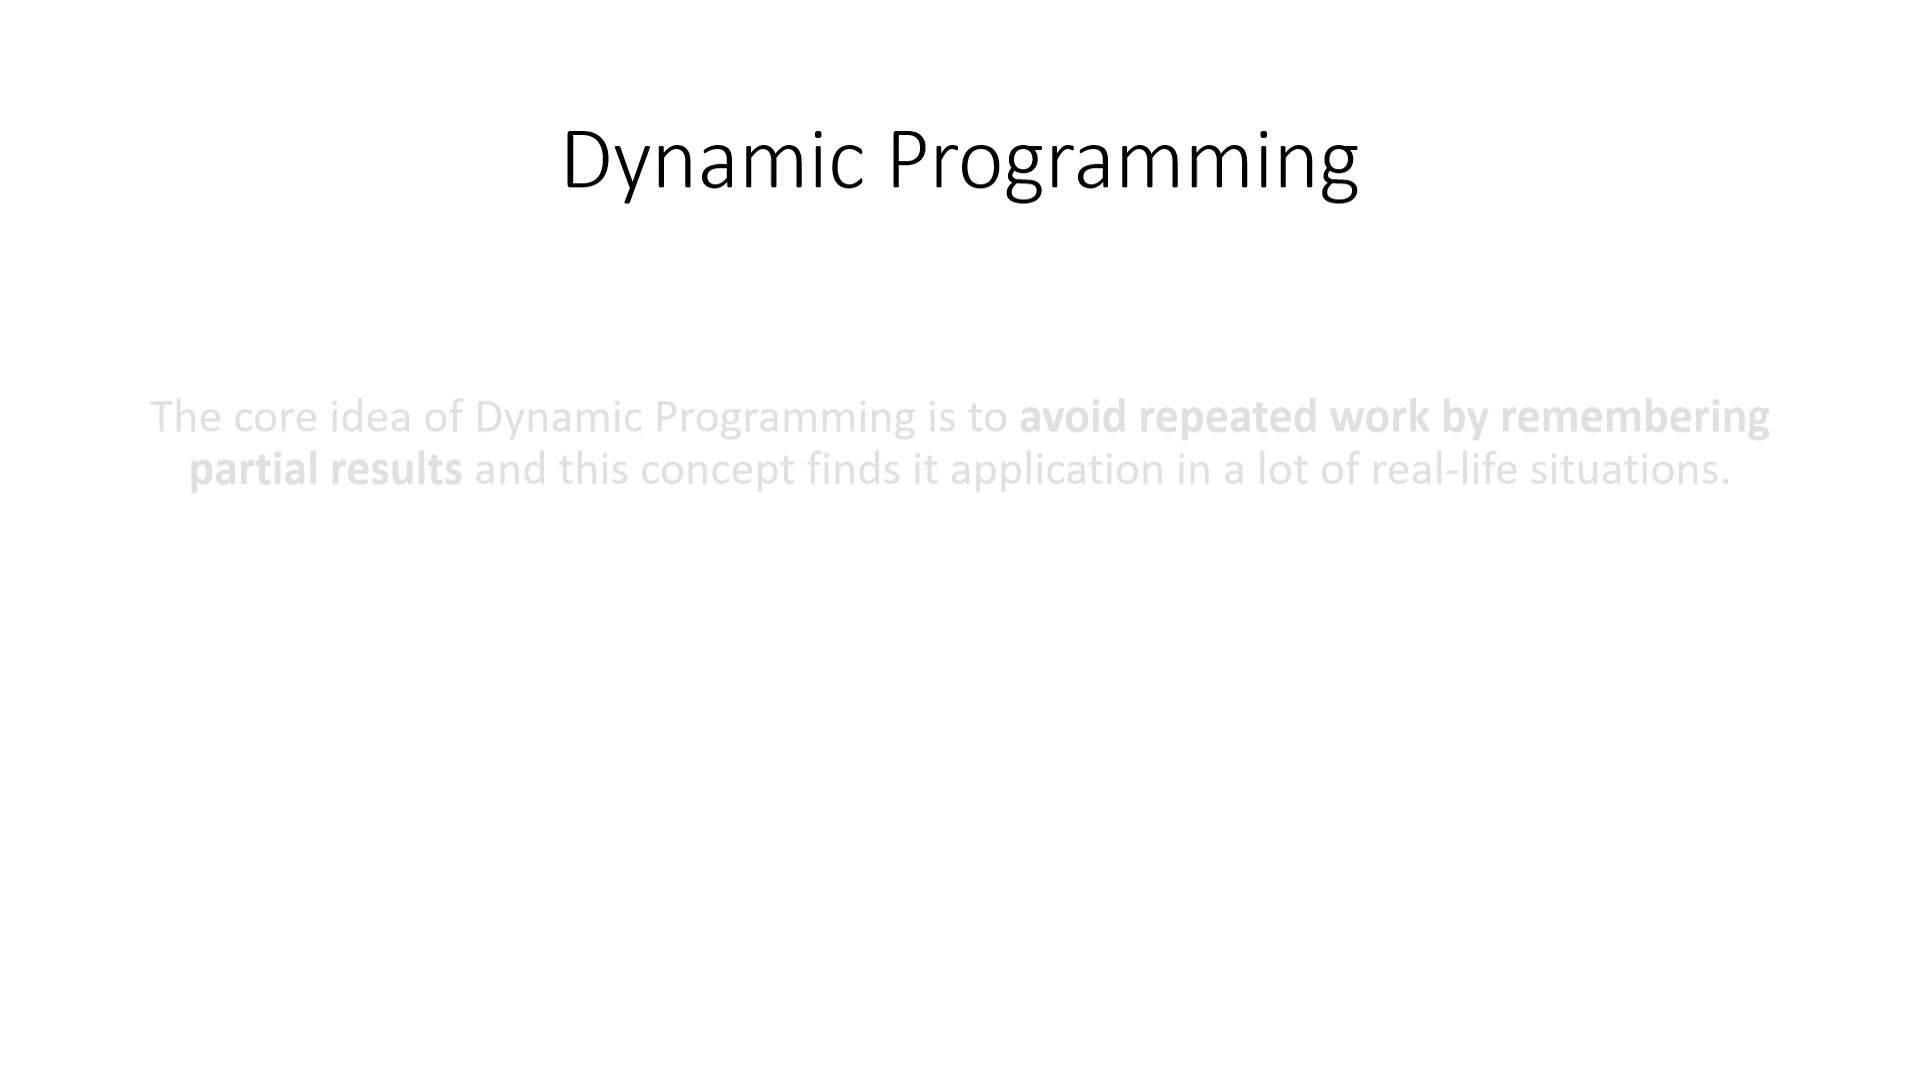 Dynamic Programming
The core idea of Dynamic Programming is to avoid repeated work by remembering
partial results and this concept finds it application in a lot of real-life situations.